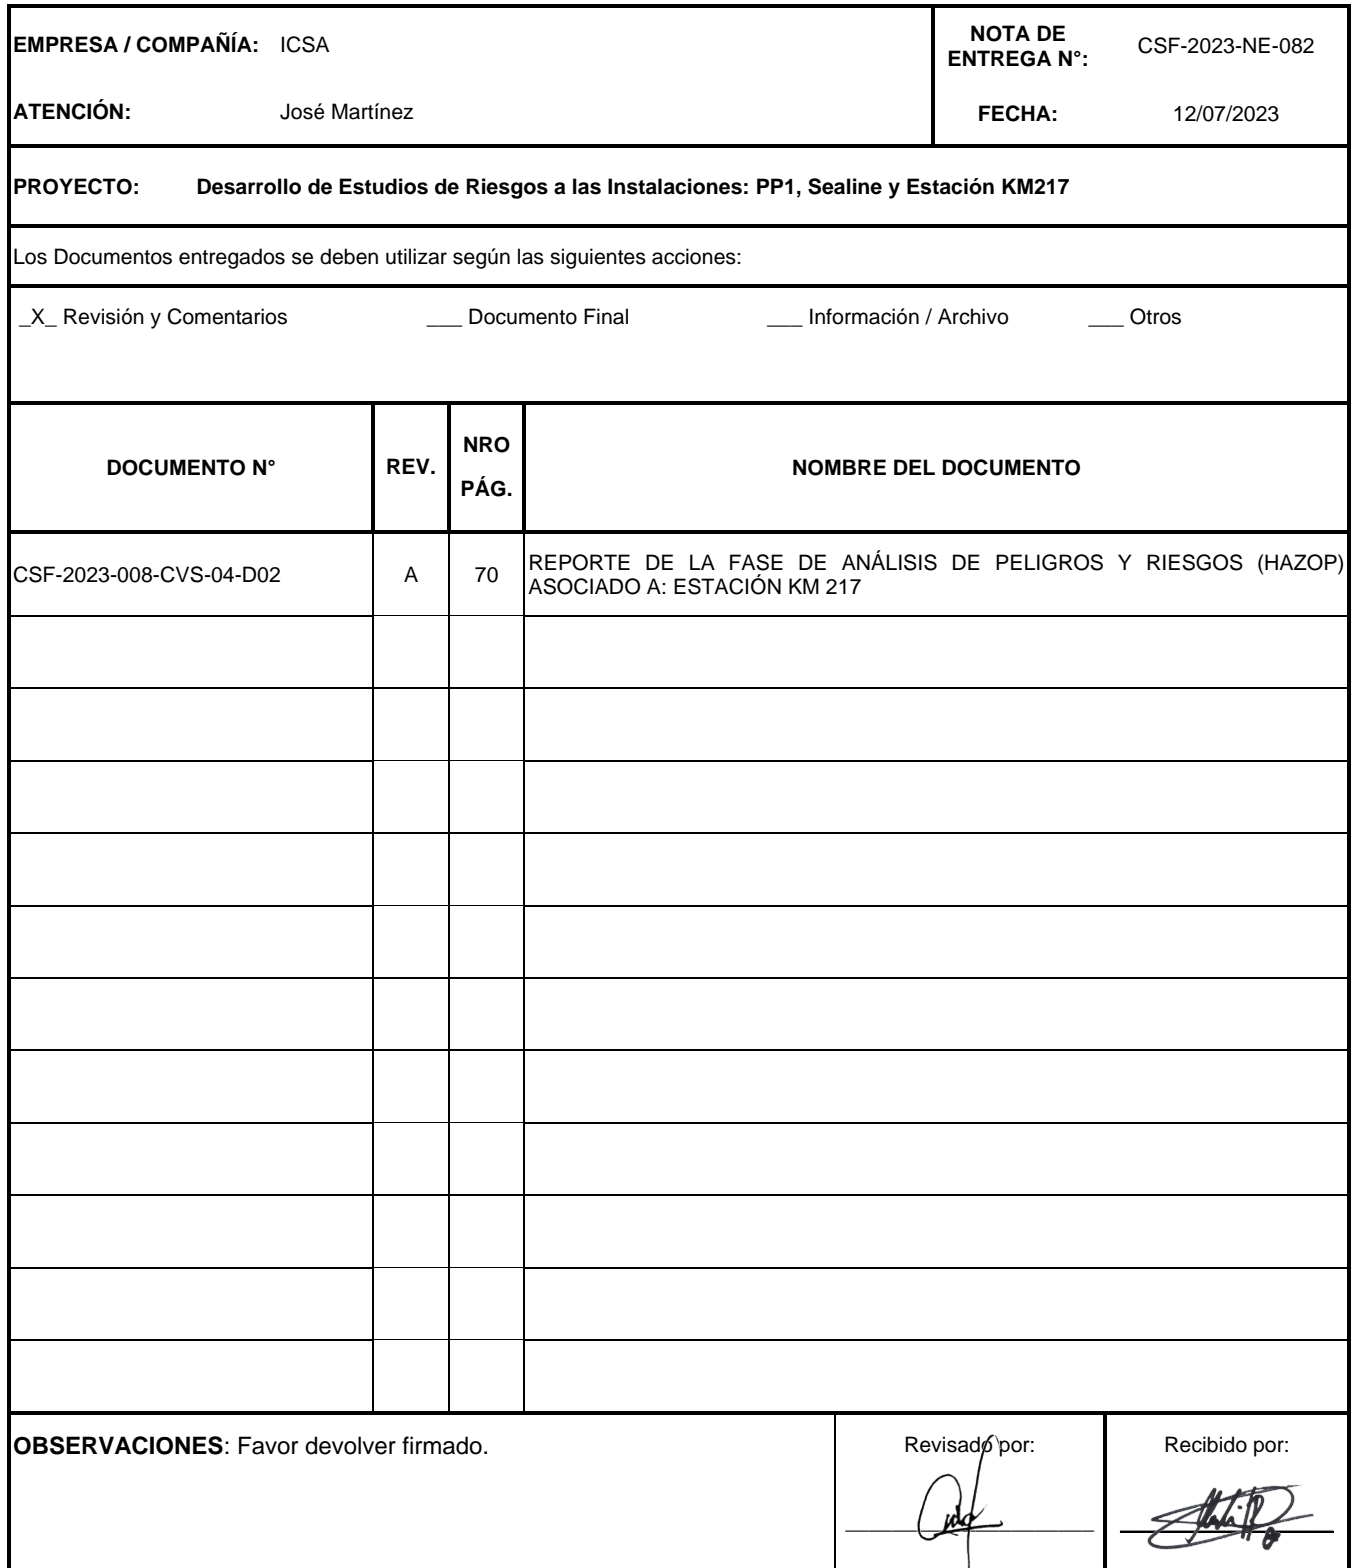 EMPRESA / COMPAÑÍA: ICSA
NOTA DE ENTREGA N°: CSF-2023-NE-082
ATENCIÓN: José Martínez
FECHA: 12/07/2023
PROYECTO: Desarrollo de Estudios de Riesgos a las Instalaciones: PP1, Sealine y Estación KM217
Los Documentos entregados se deben utilizar según las siguientes acciones:
_X_ Revisión y Comentarios ___ Documento Final ___ Información / Archivo ___ Otros
DOCUMENTO N° REV. NRO PÁG. NOMBRE DEL DOCUMENTO
CSF-2023-008-CVS-04-D02 A 70 REPORTE DE LA FASE DE ANÁLISIS DE PELIGROS Y RIESGOS (HAZOP)
ASOCIADO A: ESTACIÓN KM 217
OBSERVACIONES: Favor devolver firmado.
Revisado por:
Recibido por: